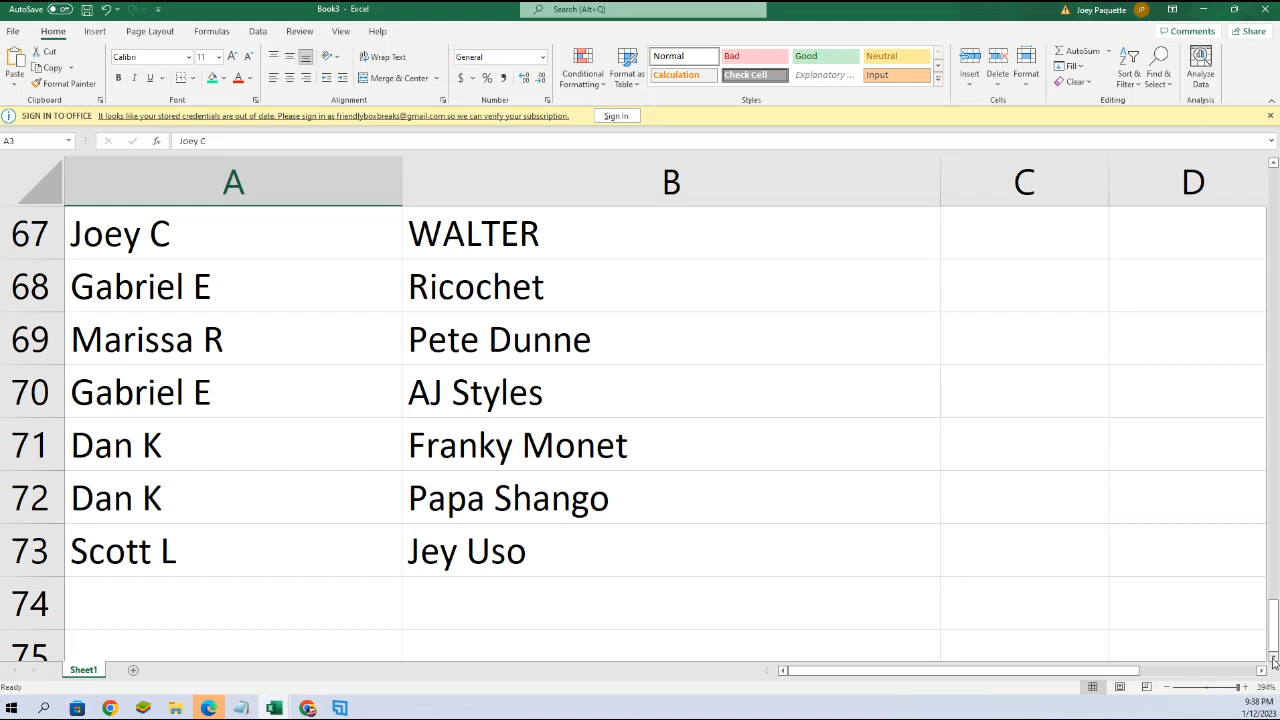 AutoSave Off Book3 - Excel Search (Alt+Q) Joey Paquette JP
File Home Insert Page Layout Formulas Data Review View Help Comments Share
Cut Calibri 11 Wrap Text General Normal Bad Good Neutral AutoSum
Copy Fill
Paste Format Painter B I U Merge & Center $ % Conditional Formatting Format as Table Calculation Check Cell Explanatory ... Input Insert Delete Format Clear Sort & Filter Find & Select Analyze Data
Clipboard Font Alignment Number Styles Cells Editing Analysis
SIGN IN TO OFFICE It looks like your stored credentials are out of date. Please sign in as friendlyboxbreaks@gmail.com so we can verify your subscription. Sign In
A3 fx Joey C
A B C D
67 Joey C WALTER
68 Gabriel E Ricochet
69 Marissa R Pete Dunne
70 Gabriel E AJ Styles
71 Dan K Franky Monet
72 Dan K Papa Shango
73 Scott L Jey Uso
74
75
Sheet1
Ready 394%
9:38 PM
1/12/2023